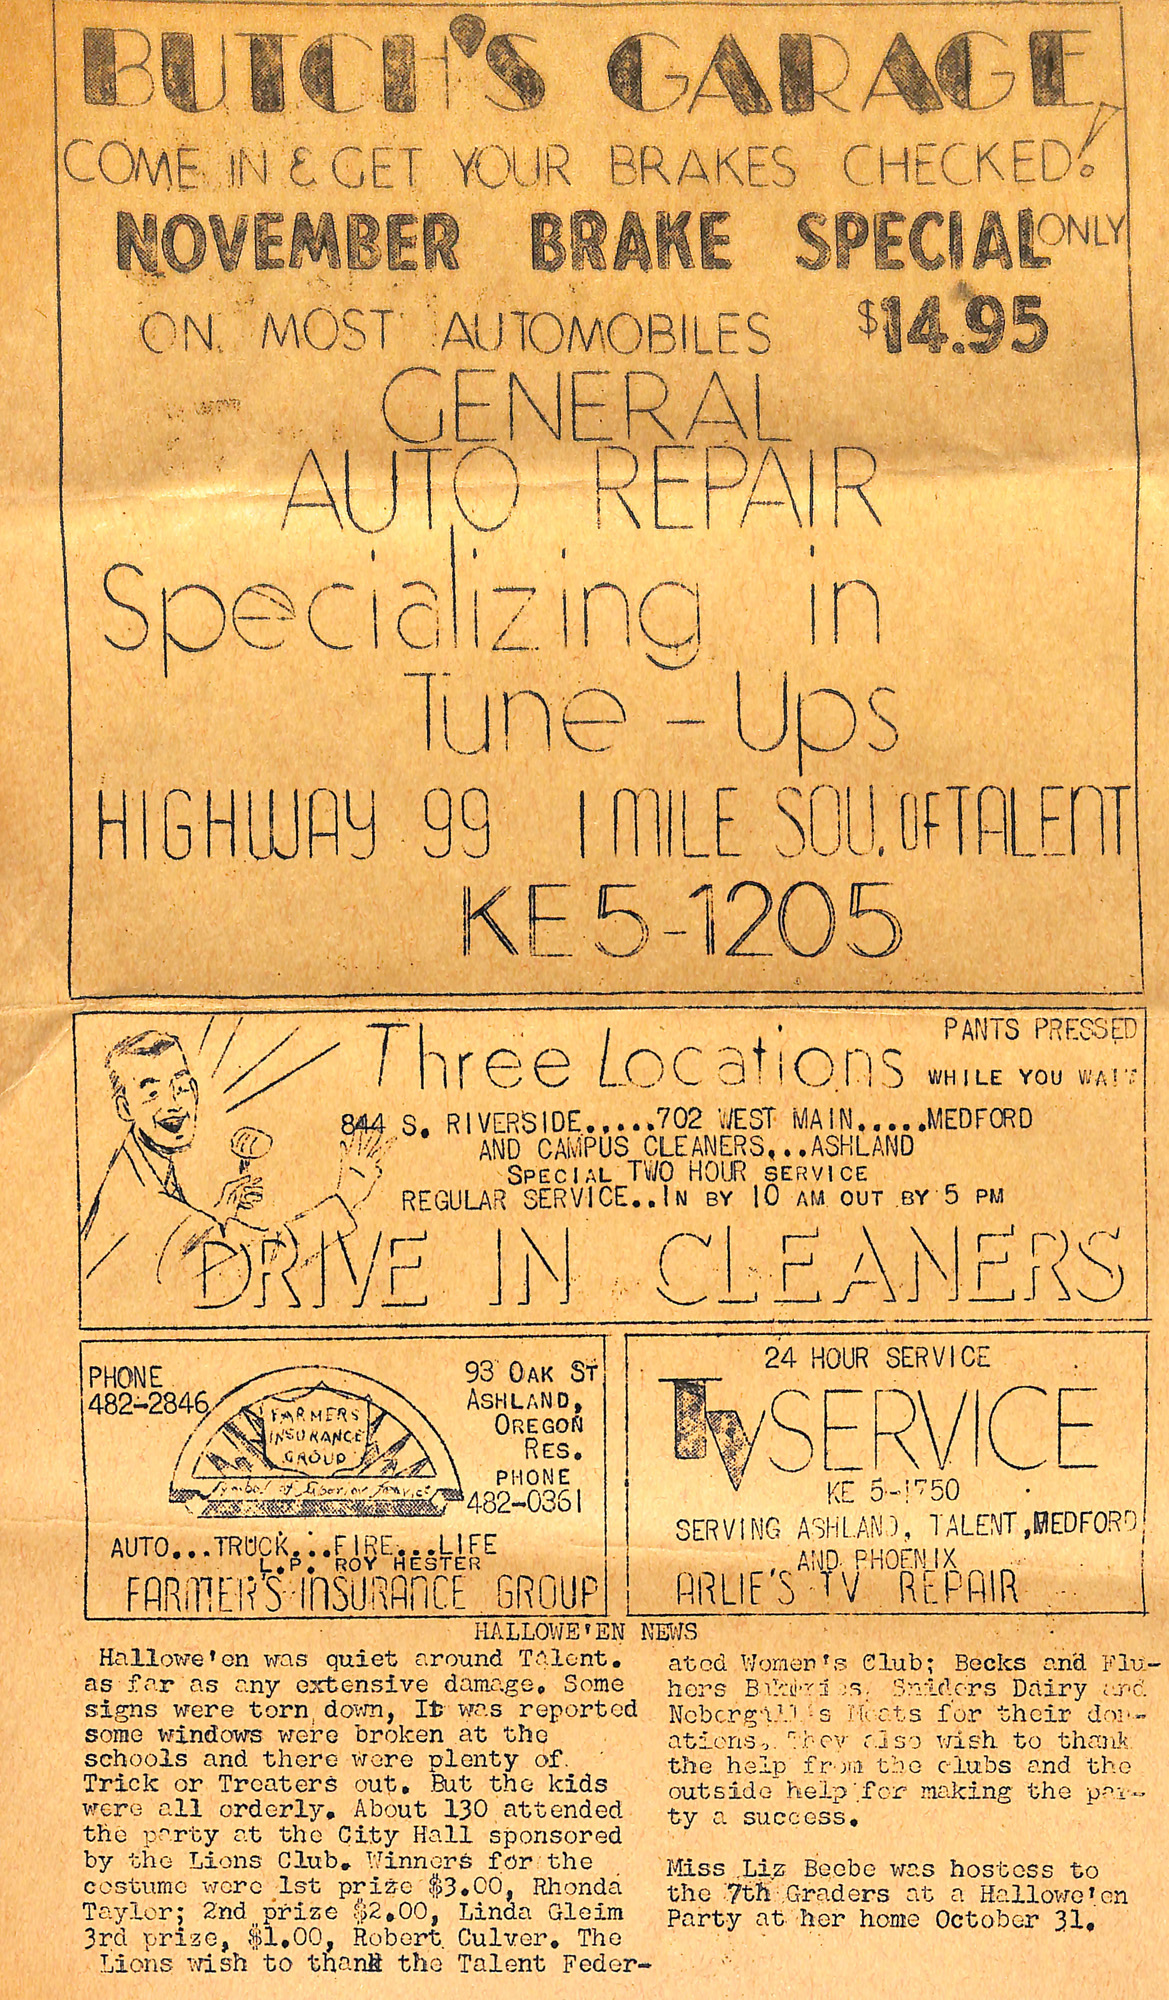 BUTCH'S GARAGE
COME IN & GET YOUR BRAKES CHECKED!
NOVEMBER BRAKE SPECIAL ONLY
ON MOST AUTOMOBILES $14.95
GENERAL
AUTO REPAIR
Specializing in
Tune-Ups
HIGHWAY 99 1 MILE SOU. OF TALENT
KE 5-1205
Three Locations
PANTS PRESSED
WHILE YOU WAIT
844 S. RIVERSIDE.....702 WEST MAIN.....MEDFORD
AND CAMPUS CLEANERS...ASHLAND
SPECIAL TWO HOUR SERVICE
REGULAR SERVICE..IN BY 10 AM OUT BY 5 PM
DRIVE IN CLEANERS
PHONE
482-2846
FARMERS
INSURANCE
GROUP
Symbol of
93 OAK ST
ASHLAND,
OREGON
RES.
PHONE
482-0361
AUTO...TRUCK...FIRE...LIFE
L.P. ROY HESTER
FARMER'S INSURANCE GROUP
24 HOUR SERVICE
TV SERVICE
KE 5-1750
SERVING ASHLAND, TALENT, MEDFORD
AND PHOENIX
ARLIE'S TV REPAIR
HALLOWE'EN NEWS
Hallowe'en was quiet around Talent.
as far as any extensive damage. Some
signs were torn down, It was reported
some windows were broken at the
schools and there were plenty of
Trick or Treaters out. But the kids
were all orderly. About 130 attended
the party at the City Hall sponsored
by the Lions Club. Winners for the
costume were 1st prize $3.00, Rhonda
Taylor; 2nd prize $2.00, Linda Gleim
3rd prize, $1.00, Robert Culver. The
Lions wish to thank the Talent Feder-
ated Women's Club; Becks and Flu-
hers Bakeries, Sniders Dairy and
Nebergall's Meats for their don-
ations. They also wish to thank
the help from the clubs and the
outside help for making the par-
ty a success.
Miss Liz Beebe was hostess to
the 7th Graders at a Hallowe'en
Party at her home October 31.